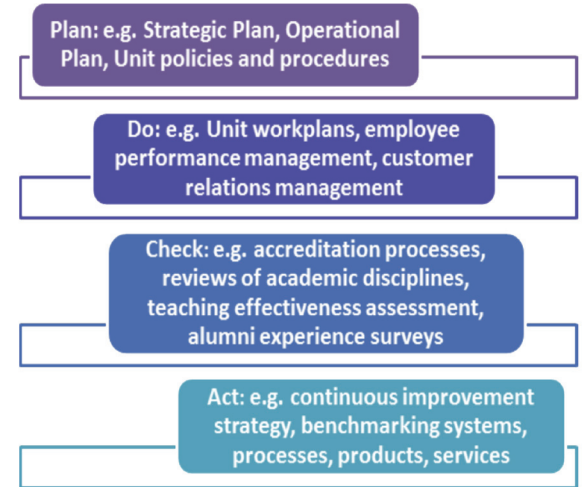 Plan: e.g. Strategic Plan, Operational
Plan, Unit policies and procedures
Do: e.g. Unit workplans, employee
performance management, customer
relations management
Check: e.g. accreditation processes,
reviews of academic disciplines,
teaching effectiveness assessment,
alumni experience surveys
Act: e.g. continuous improvement
strategy, benchmarking systems,
processes, products, services